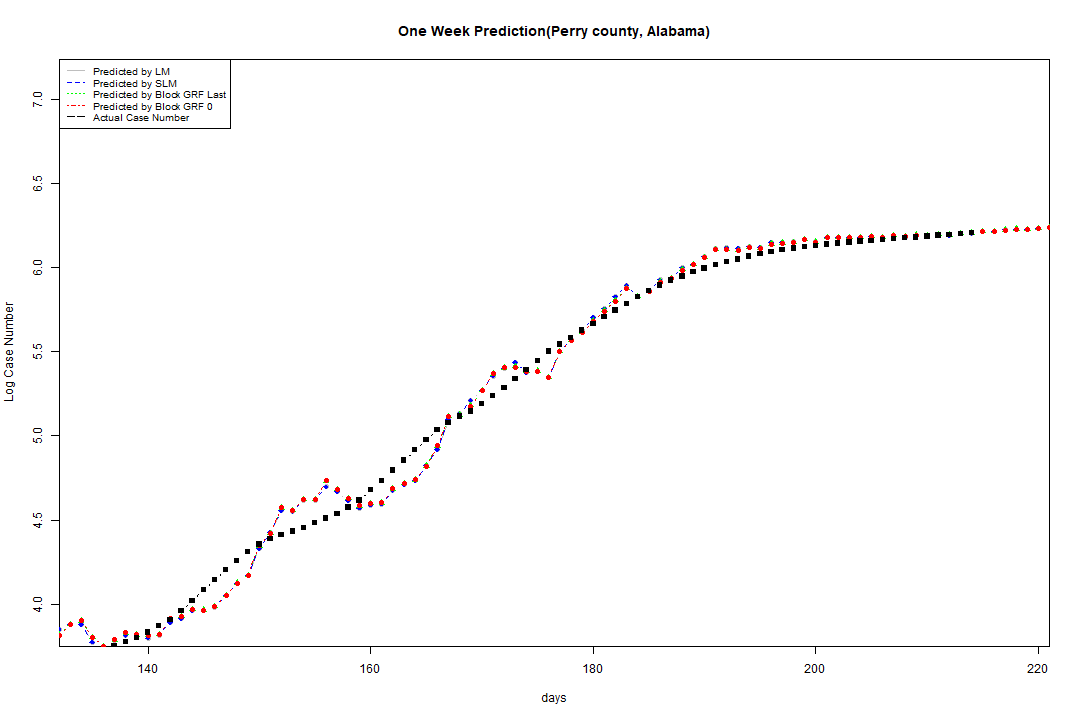 One Week Prediction(Perry county, Alabama)
Predicted by LM
Predicted by SLM
Predicted by Block GRF Last
Predicted by Block GRF 0
Actual Case Number
7.0
6.5
6.0
5.5
5.0
4.5
4.0
Log Case Number
140 160 180 200 220
days